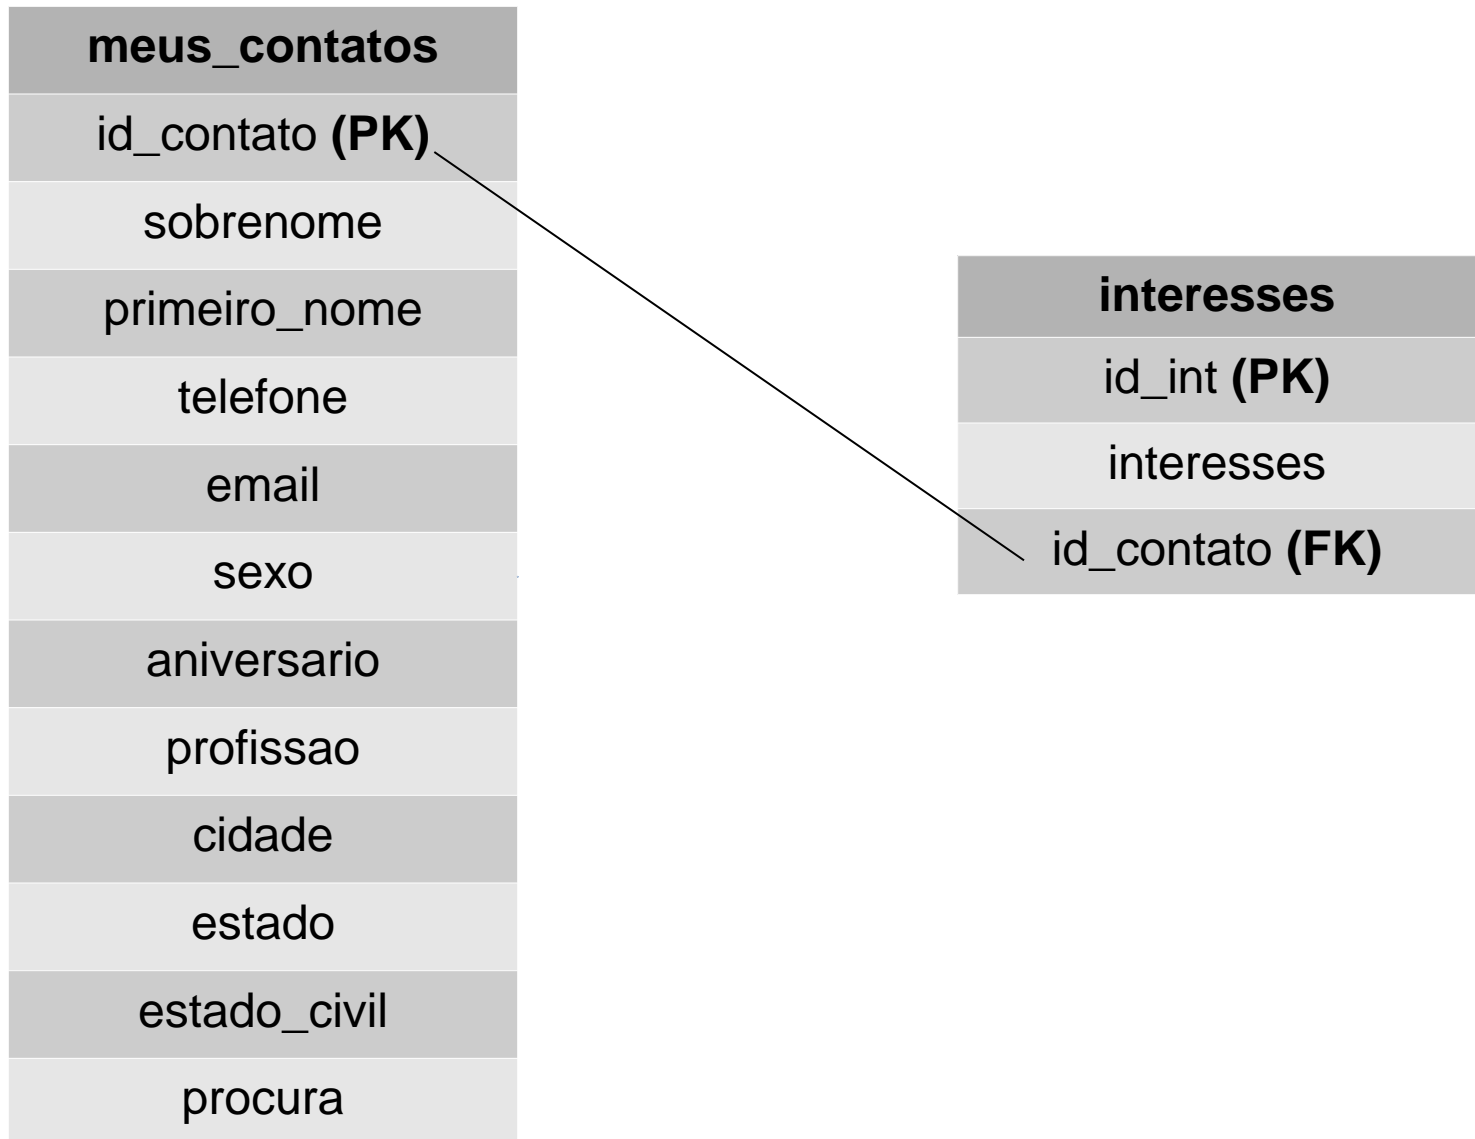 meus_contatos
id_contato (PK)
sobrenome
primeiro_nome
telefone
email
sexo
aniversario
profissao
cidade
estado
estado_civil
procura
interesses
id_int (PK)
interesses
id_contato (FK)